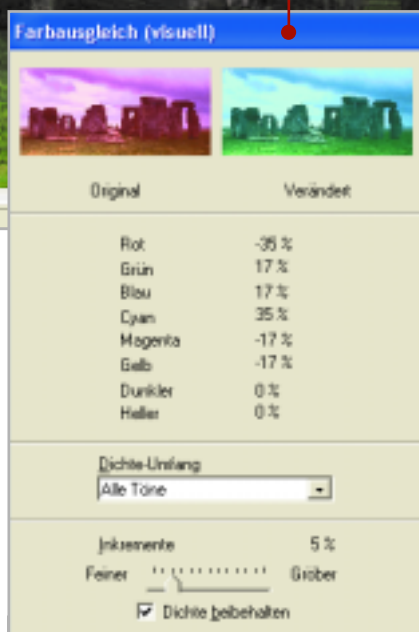 Farbausgleich (visuell)
Original Verändert
Rot -35 %
Grün 17 %
Blau 17 %
Cyan 35 %
Magenta -17 %
Gelb -17 %
Dunkler 0 %
Heller 0 %
Dichte-Umfang
Alle Töne
Inkremente 5 %
Feiner Gröber
Dichte beibehalten